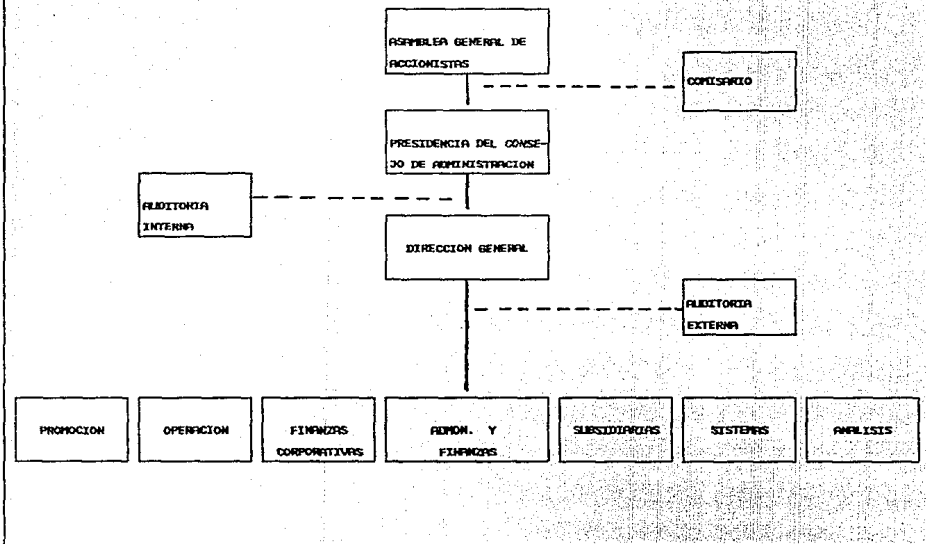 ASAMBLEA GENERAL DE
ACCIONISTAS
COMISARIO
PRESIDENCIA DEL CONSE-
JO DE ADMINISTRACION
AUDITORIA
INTERNA
DIRECCION GENERAL
AUDITORIA
EXTERNA
PROMOCION
OPERACION
FINANZAS
CORPORATIVAS
ADMON. Y
FINANZAS
SUBSIDIARIAS
SISTEMAS
ANALISIS